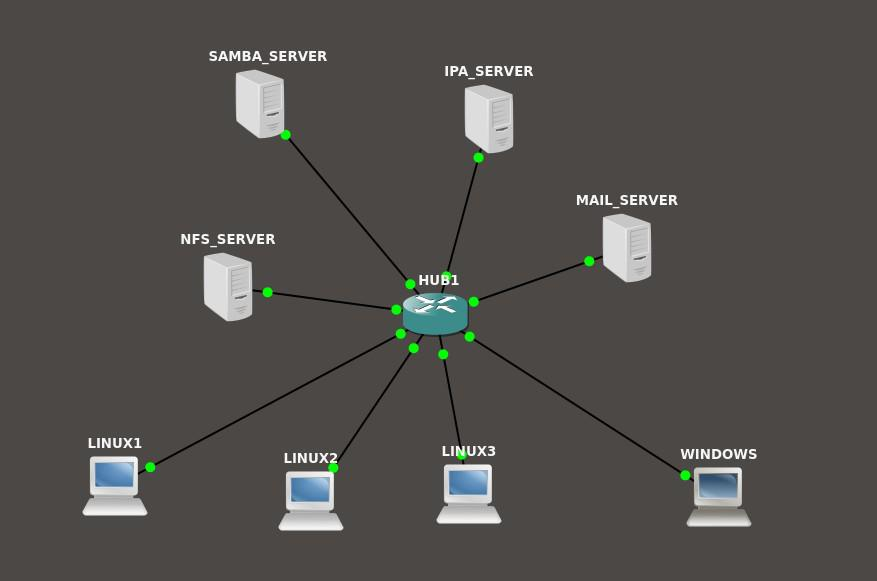 SAMBA_SERVER
IPA_SERVER
MAIL_SERVER
NFS_SERVER
HUB1
LINUX1
LINUX2
LINUX3
WINDOWS